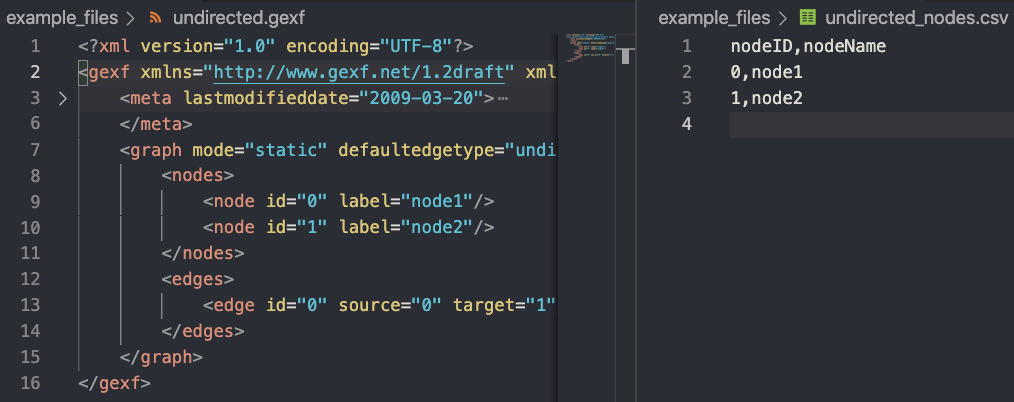 example_files > undirected.gexf
1 <?xml version="1.0" encoding="UTF-8"?>
2 <gexf xmlns="http://www.gexf.net/1.2draft" xml
3 > <meta lastmodifieddate="2009-03-20">…
6 </meta>
7 <graph mode="static" defaultedgetype="undi
8 <nodes>
9 <node id="0" label="node1"/>
10 <node id="1" label="node2"/>
11 </nodes>
12 <edges>
13 <edge id="0" source="0" target="1"
14 </edges>
15 </graph>
16 </gexf>
example_files > undirected_nodes.csv
1 nodeID,nodeName
2 0,node1
3 1,node2
4